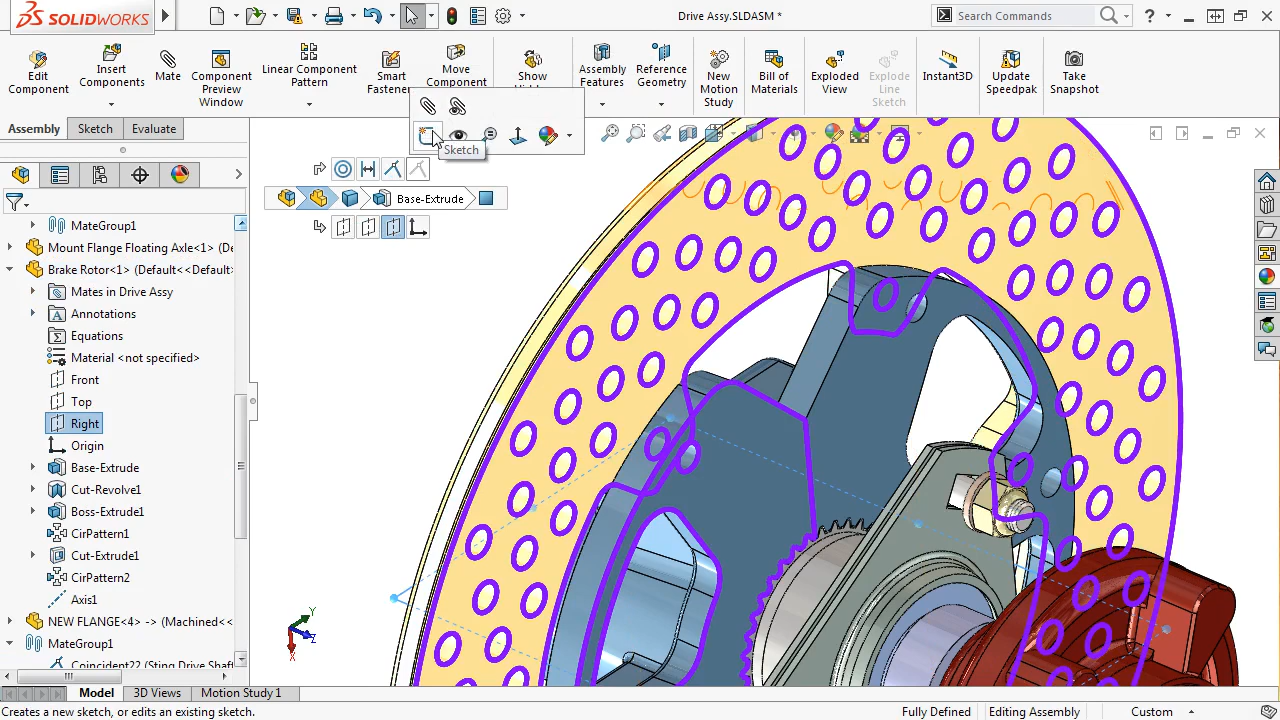 SOLIDWORKS
Drive Assy.SLDASM *
Search Commands
?
Edit
Component
Insert
Components
Mate
Component
Preview
Window
Linear Component
Pattern
Smart
Fastene
Move
Component
Show
Assembly
Features
Reference
Geometry
New
Motion
Study
Bill of
Materials
Exploded
View
Explode
Line
Sketch
Instant3D
Update
Speedpak
Take
Snapshot
Assembly
Sketch
Evaluate
Sketch
Base-Extrude
MateGroup1
Mount Flange Floating Axle<1> (De
Brake Rotor<1> (Default<<Default
Mates in Drive Assy
Annotations
Equations
Material <not specified>
Front
Top
Right
Origin
Base-Extrude
Cut-Revolve1
Boss-Extrude1
CirPattern1
Cut-Extrude1
CirPattern2
Axis1
NEW FLANGE<4> -> (Machined<<
MateGroup1
Coincident22 (Sting Drive Shaft
Y
Z
X
Model
3D Views
Motion Study 1
Creates a new sketch, or edits an existing sketch.
Fully Defined
Editing Assembly
Custom